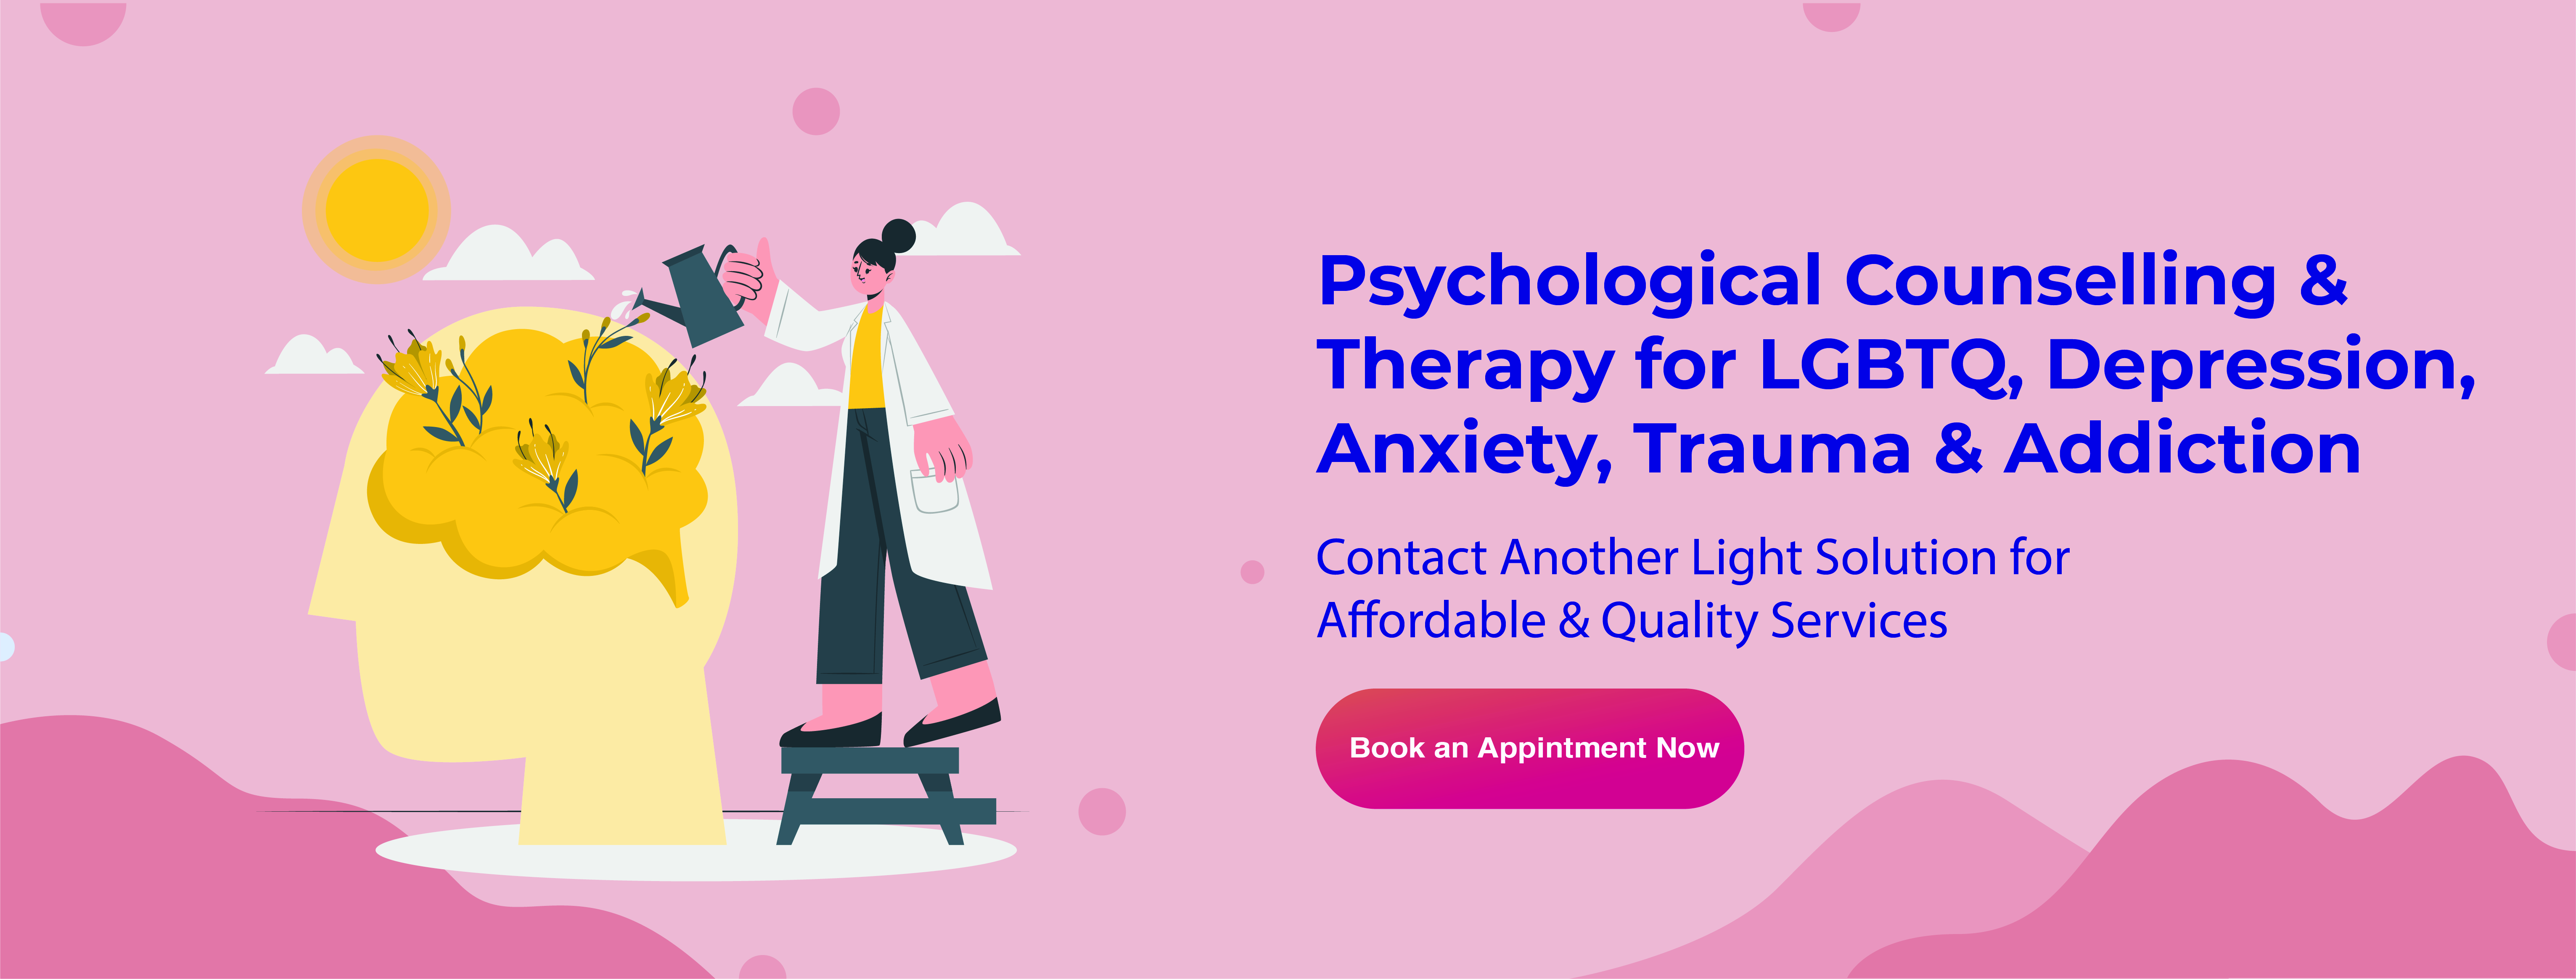 Psychological Counselling &
Therapy for LGBTQ, Depression,
Anxiety, Trauma & Addiction
Contact Another Light Solution for
Affordable & Quality Services
Book an Appintment Now